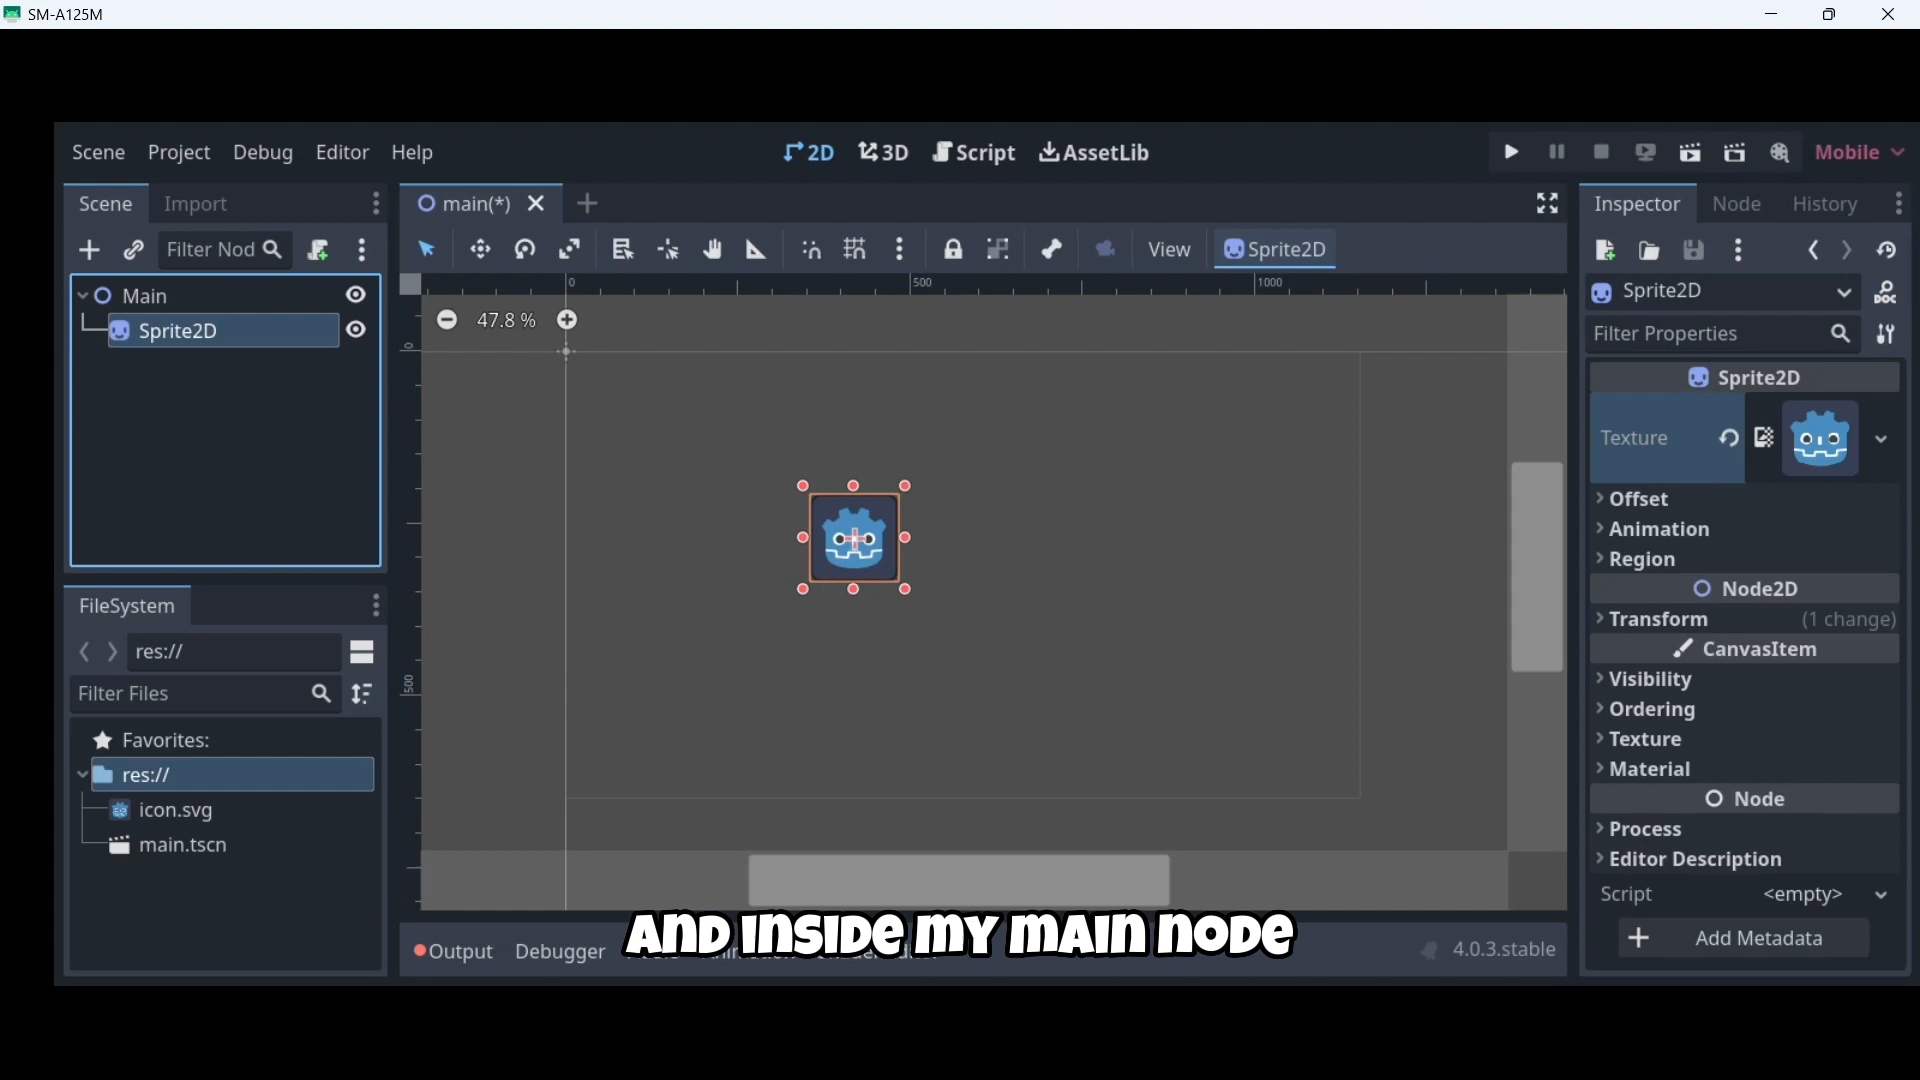 SM-A125M
Scene Project Debug Editor Help
2D 3D Script AssetLib
Mobile
Scene Import
main(*)
Inspector Node History
Filter Nod
View Sprite2D
Main
Sprite2D
0 500 1000
47.8 %
0
500
Sprite2D
Filter Properties
Sprite2D
Texture
Offset
Animation
Region
Node2D
Transform (1 change)
CanvasItem
Visibility
Ordering
Texture
Material
Node
Process
Editor Description
Script <empty>
Add Metadata
FileSystem
res://
Filter Files
Favorites:
res://
icon.svg
main.tscn
Output Debugger
4.0.3.stable
AND INSIDE MY MAIN NODE